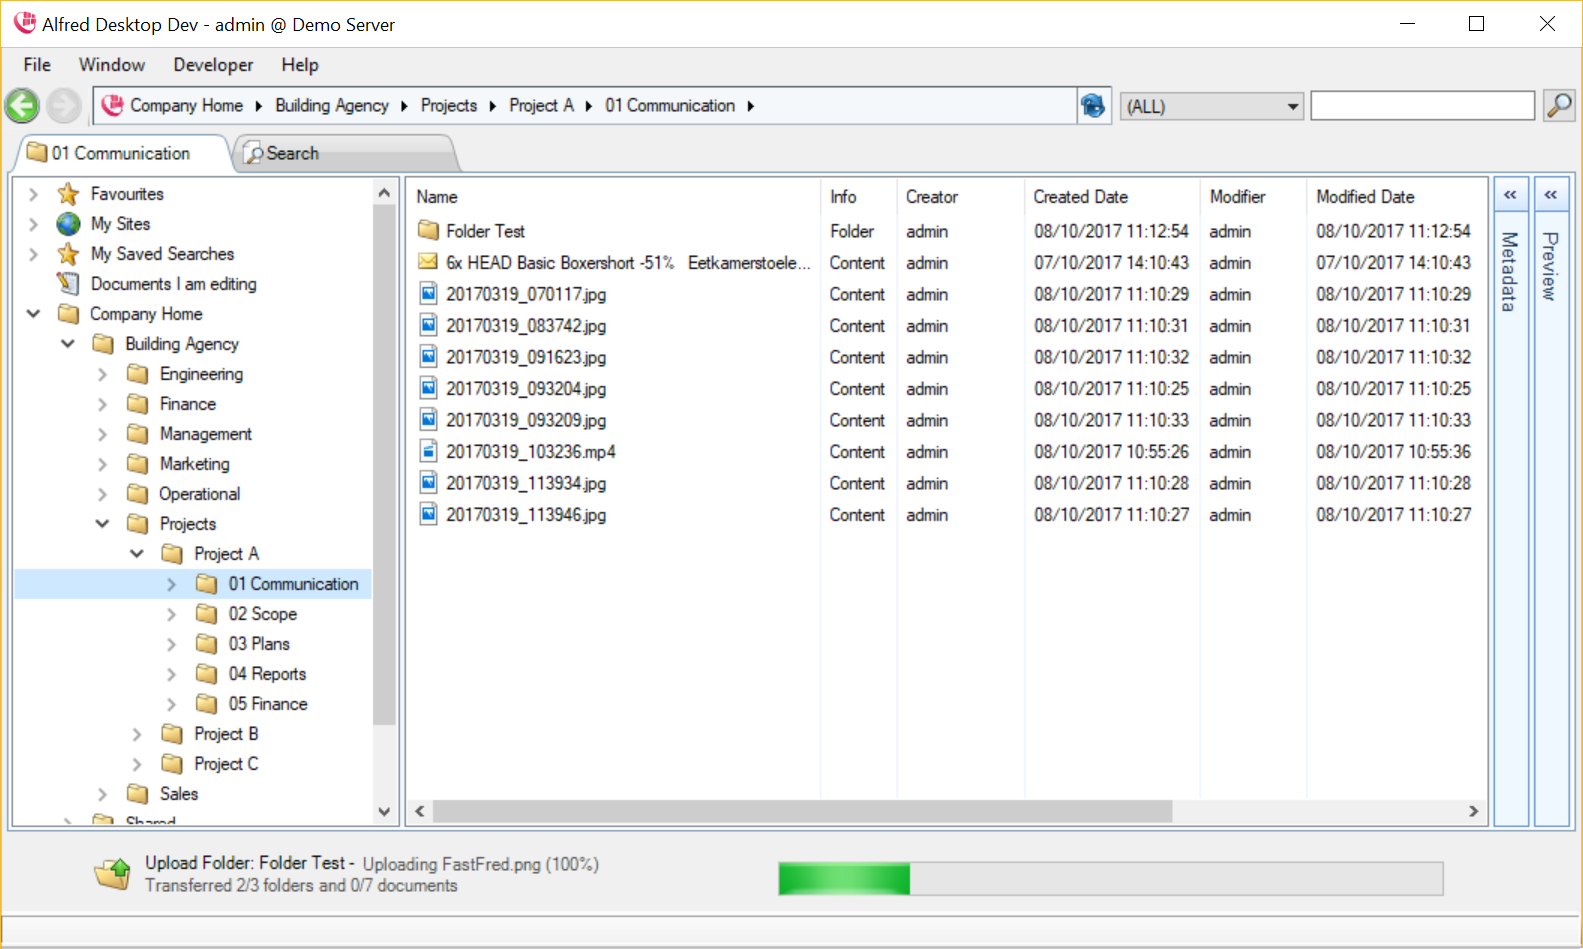 Alfred Desktop Dev - admin @ Demo Server
File Window Developer Help
Company Home Building Agency Projects Project A 01 Communication (ALL)
01 Communication Search
Favourites
My Sites
My Saved Searches
Documents I am editing
Company Home
Building Agency
Engineering
Finance
Management
Marketing
Operational
Projects
Project A
01 Communication
02 Scope
03 Plans
04 Reports
05 Finance
Project B
Project C
Sales
Shared
Name Info Creator Created Date Modifier Modified Date
Folder Test Folder admin 08/10/2017 11:12:54 admin 08/10/2017 11:12:54
6x HEAD Basic Boxershort -51% Eetkamerstoele... Content admin 07/10/2017 14:10:43 admin 07/10/2017 14:10:43
20170319_070117.jpg Content admin 08/10/2017 11:10:29 admin 08/10/2017 11:10:29
20170319_083742.jpg Content admin 08/10/2017 11:10:31 admin 08/10/2017 11:10:31
20170319_091623.jpg Content admin 08/10/2017 11:10:32 admin 08/10/2017 11:10:32
20170319_093204.jpg Content admin 08/10/2017 11:10:25 admin 08/10/2017 11:10:25
20170319_093209.jpg Content admin 08/10/2017 11:10:33 admin 08/10/2017 11:10:33
20170319_103236.mp4 Content admin 08/10/2017 10:55:26 admin 08/10/2017 10:55:36
20170319_113934.jpg Content admin 08/10/2017 11:10:28 admin 08/10/2017 11:10:28
20170319_113946.jpg Content admin 08/10/2017 11:10:27 admin 08/10/2017 11:10:27
Metadata
Preview
Upload Folder: Folder Test - Uploading FastFred.png (100%)
Transferred 2/3 folders and 0/7 documents